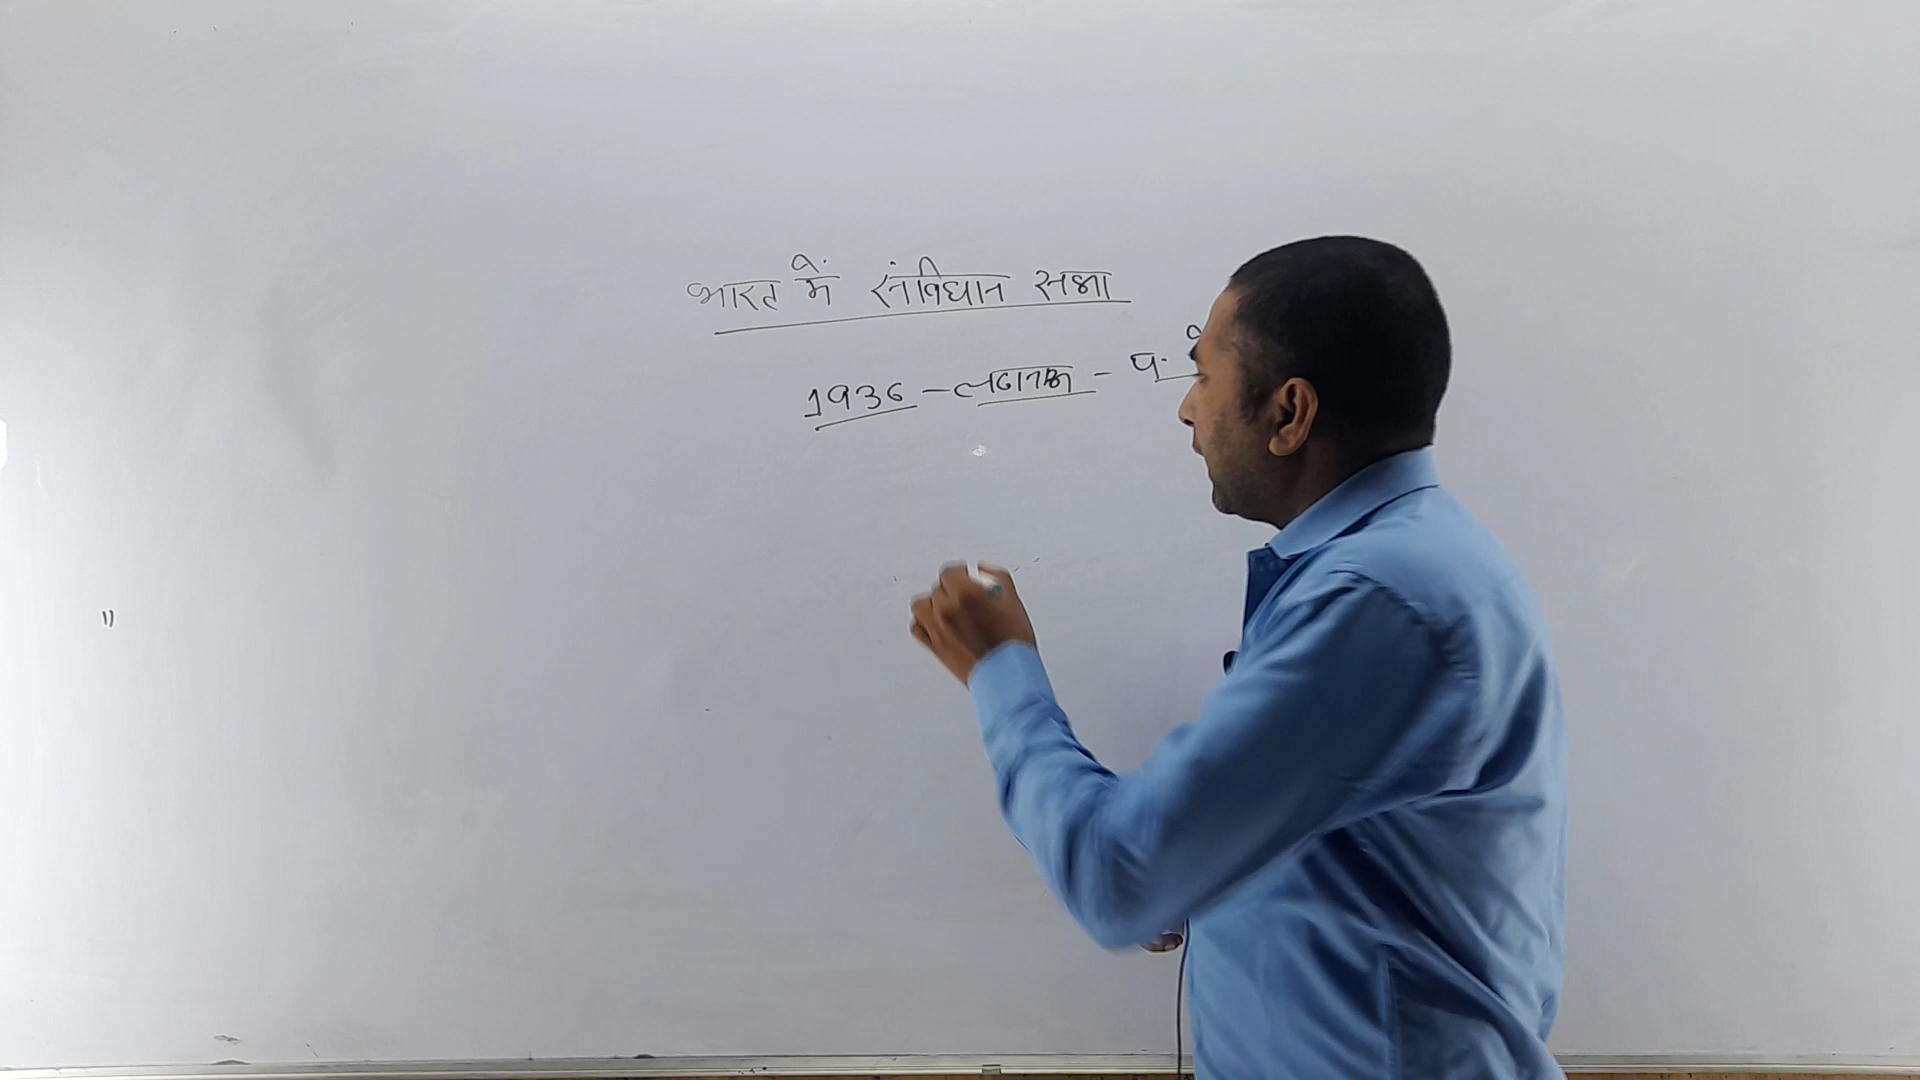 भारत में संविधान सभा
1936 - लखनऊ - पं.
"